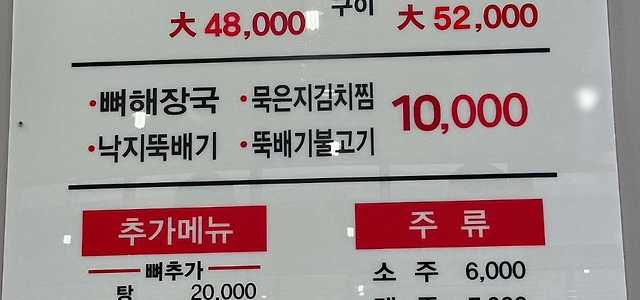 구이
大 48,000 大 52,000
•뼈해장국 •묵은지김치찜
10,000
•낙지뚝배기 •뚝배기불고기
추가메뉴
뼈추가
탕 20,000
주 류
소 주 6,000